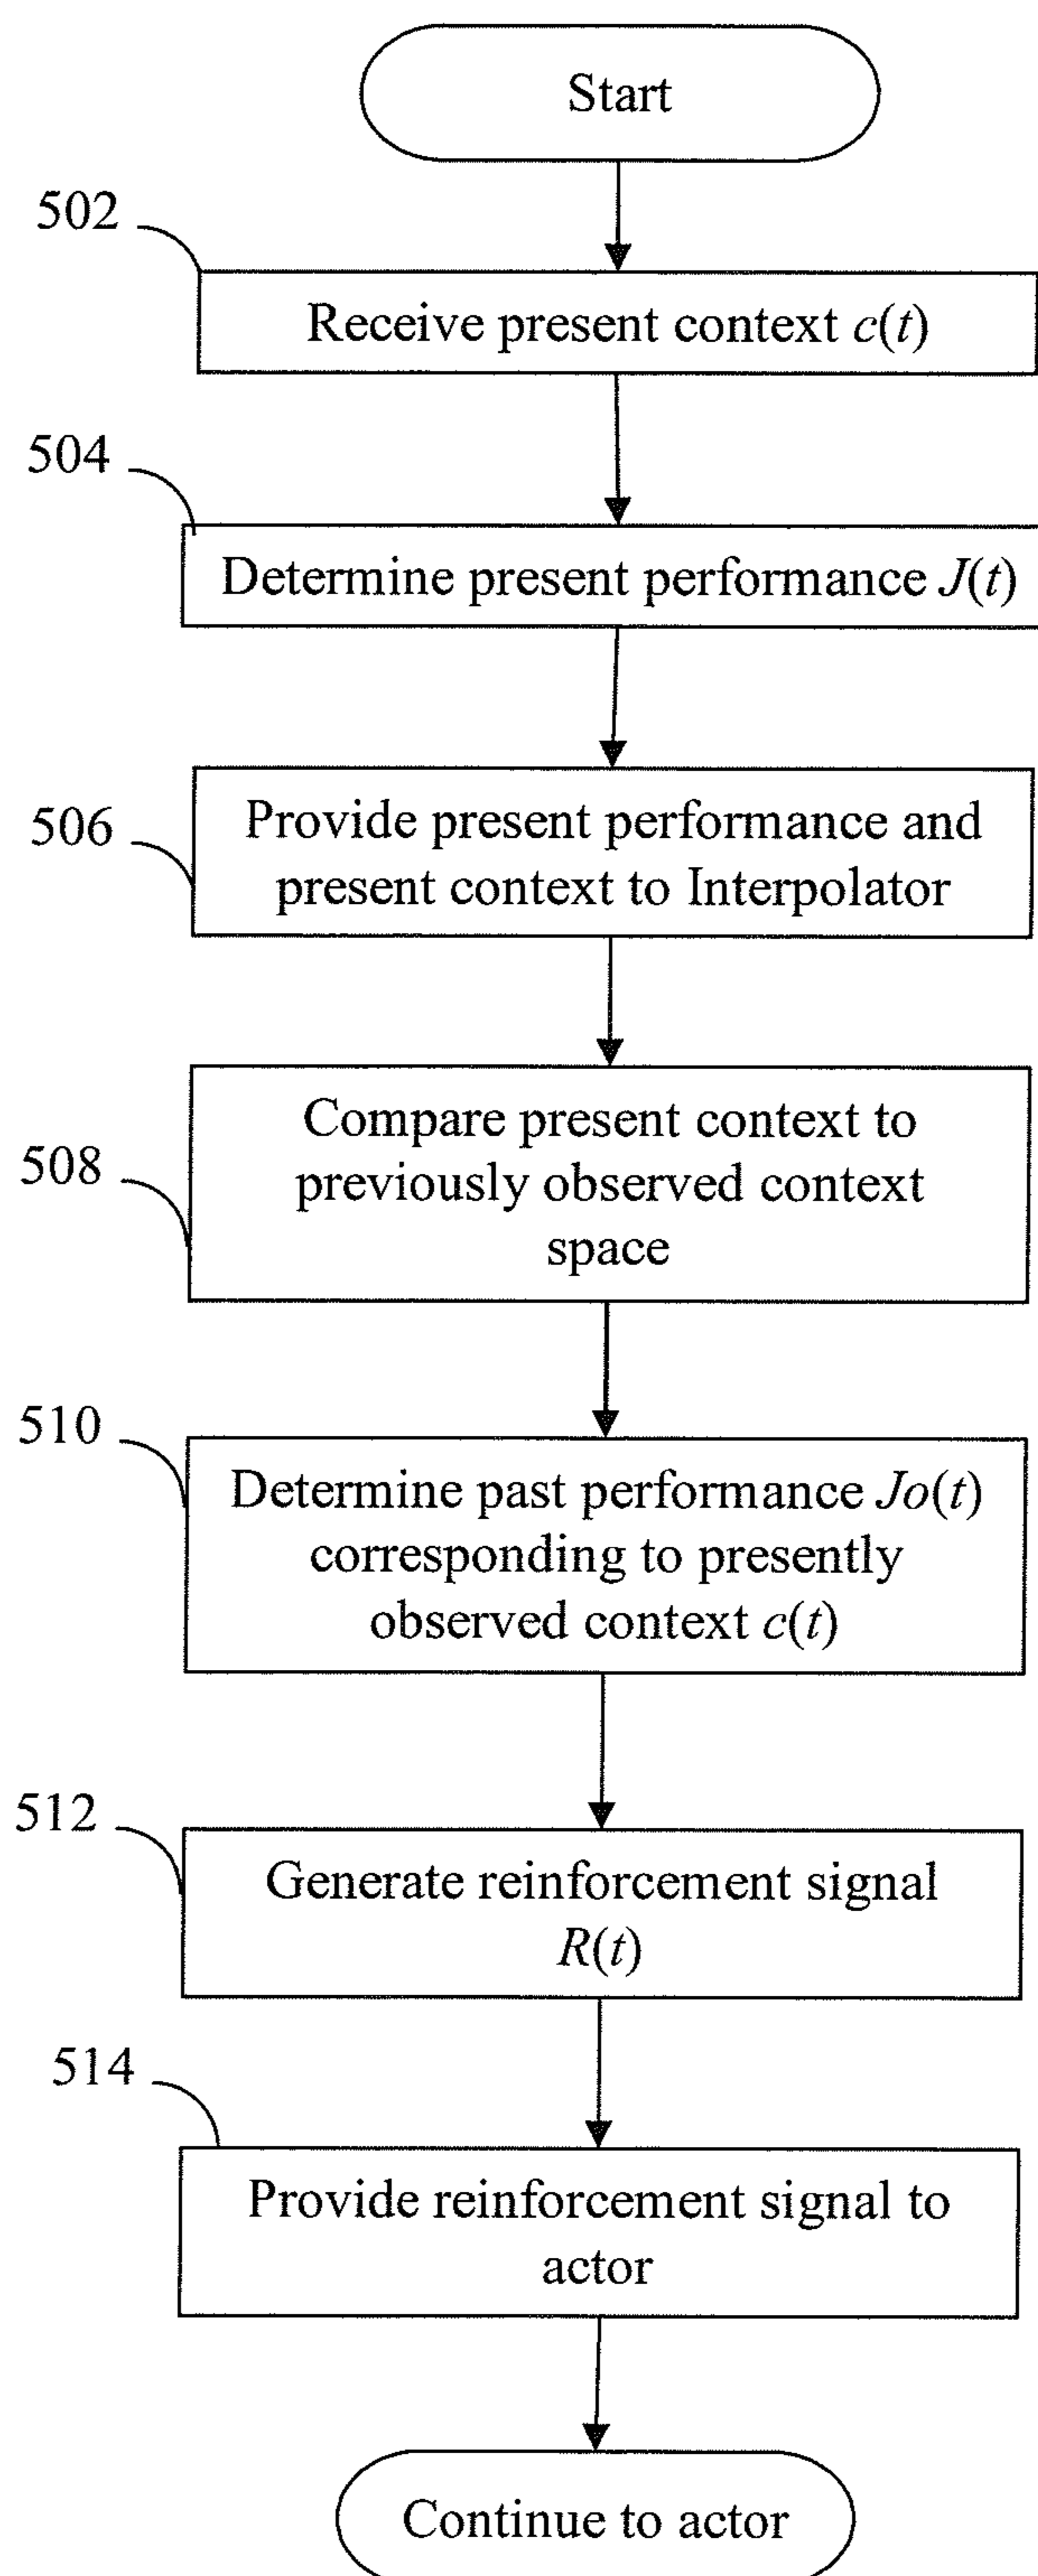 Start
502
Receive present context c(t)
504
Determine present performance J(t)
506
Provide present performance and
present context to Interpolator
508
Compare present context to
previously observed context
space
510
Determine past performance Jo(t)
corresponding to presently
observed context c(t)
512
Generate reinforcement signal
R(t)
514
Provide reinforcement signal to
actor
Continue to actor